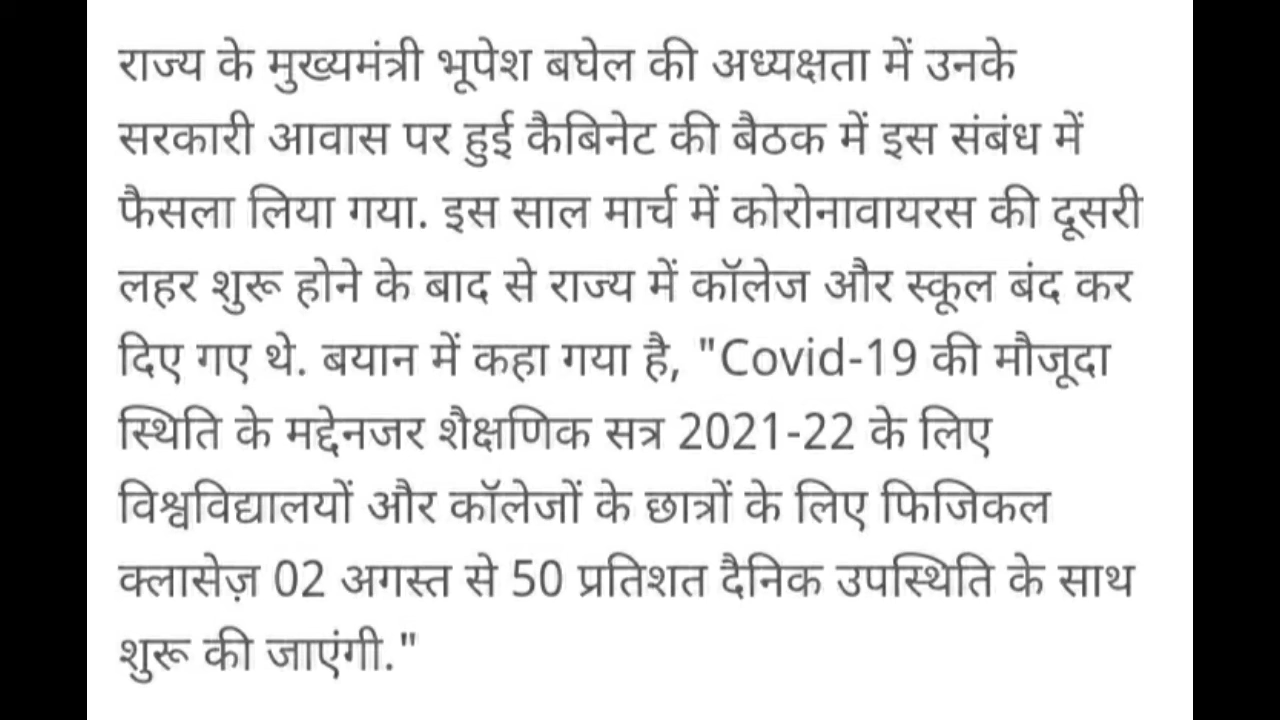 राज्य के मुख्यमंत्री भूपेश बघेल की अध्यक्षता में उनके
सरकारी आवास पर हुई कैबिनेट की बैठक में इस संबंध में
फैसला लिया गया. इस साल मार्च में कोरोनावायरस की दूसरी
लहर शुरू होने के बाद से राज्य में कॉलेज और स्कूल बंद कर
दिए गए थे. बयान में कहा गया है, "Covid-19 की मौजूदा
स्थिति के मद्देनजर शैक्षणिक सत्र 2021-22 के लिए
विश्वविद्यालयों और कॉलेजों के छात्रों के लिए फिजिकल
क्लासेज़ 02 अगस्त से 50 प्रतिशत दैनिक उपस्थिति के साथ
शुरू की जाएंगी."